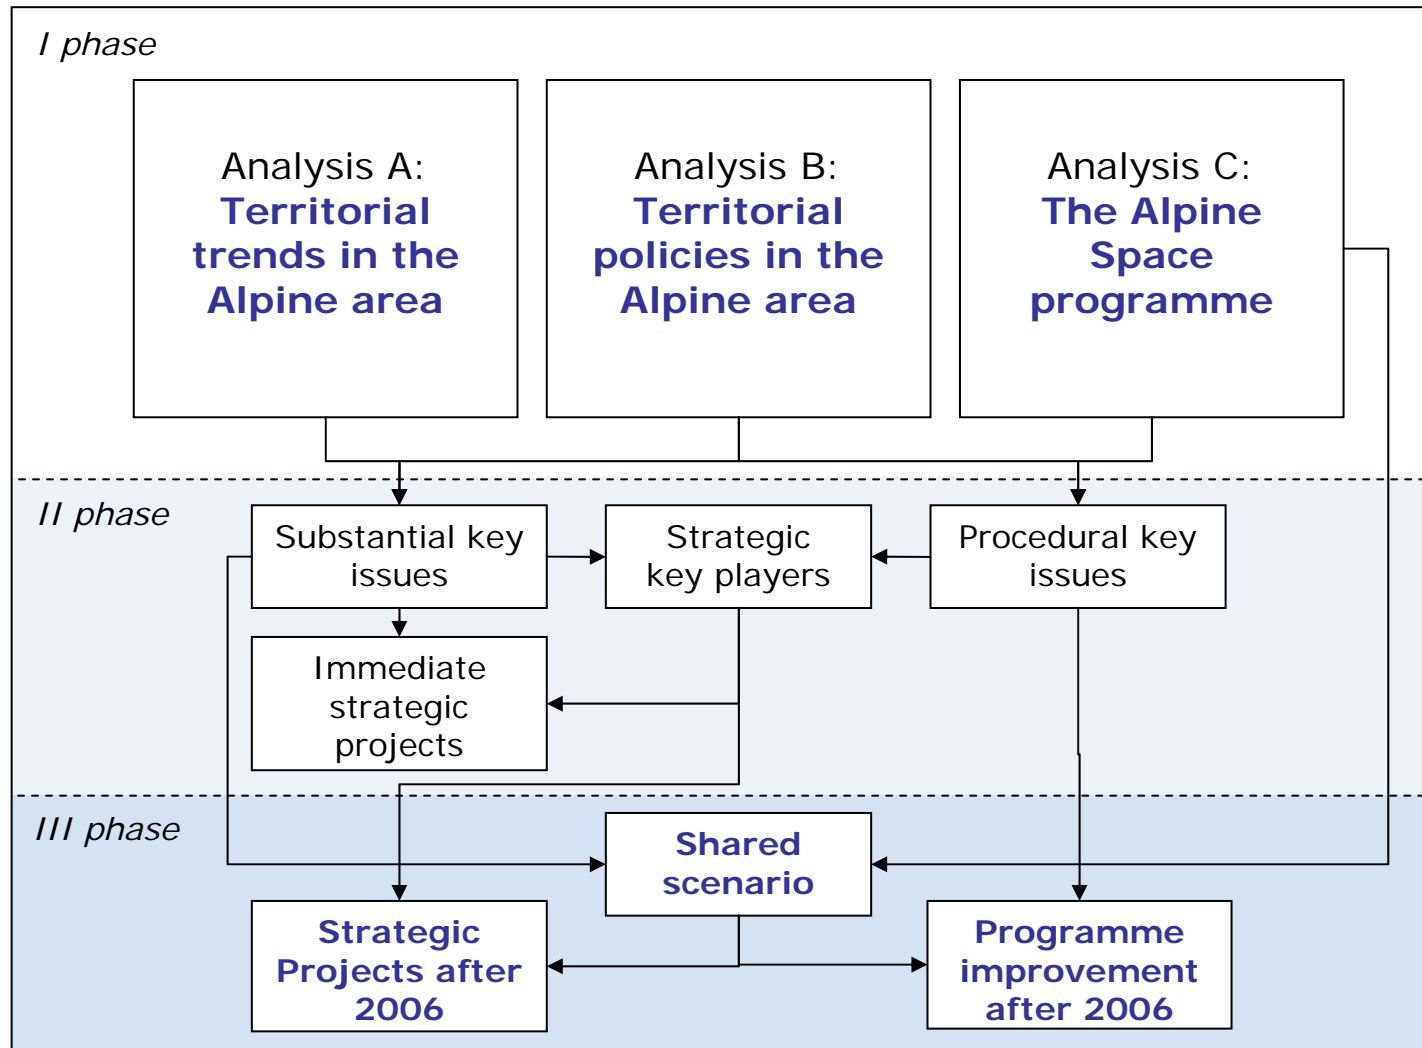 I phase
Analysis A:
Territorial
trends in the
Alpine area
Analysis B:
Territorial
policies in the
Alpine area
Analysis C:
The Alpine
Space
programme
II phase
Substantial key
issues
Strategic
key players
Procedural key
issues
Immediate
strategic
projects
III phase
Shared
scenario
Strategic
Projects after
2006
Programme
improvement
after 2006